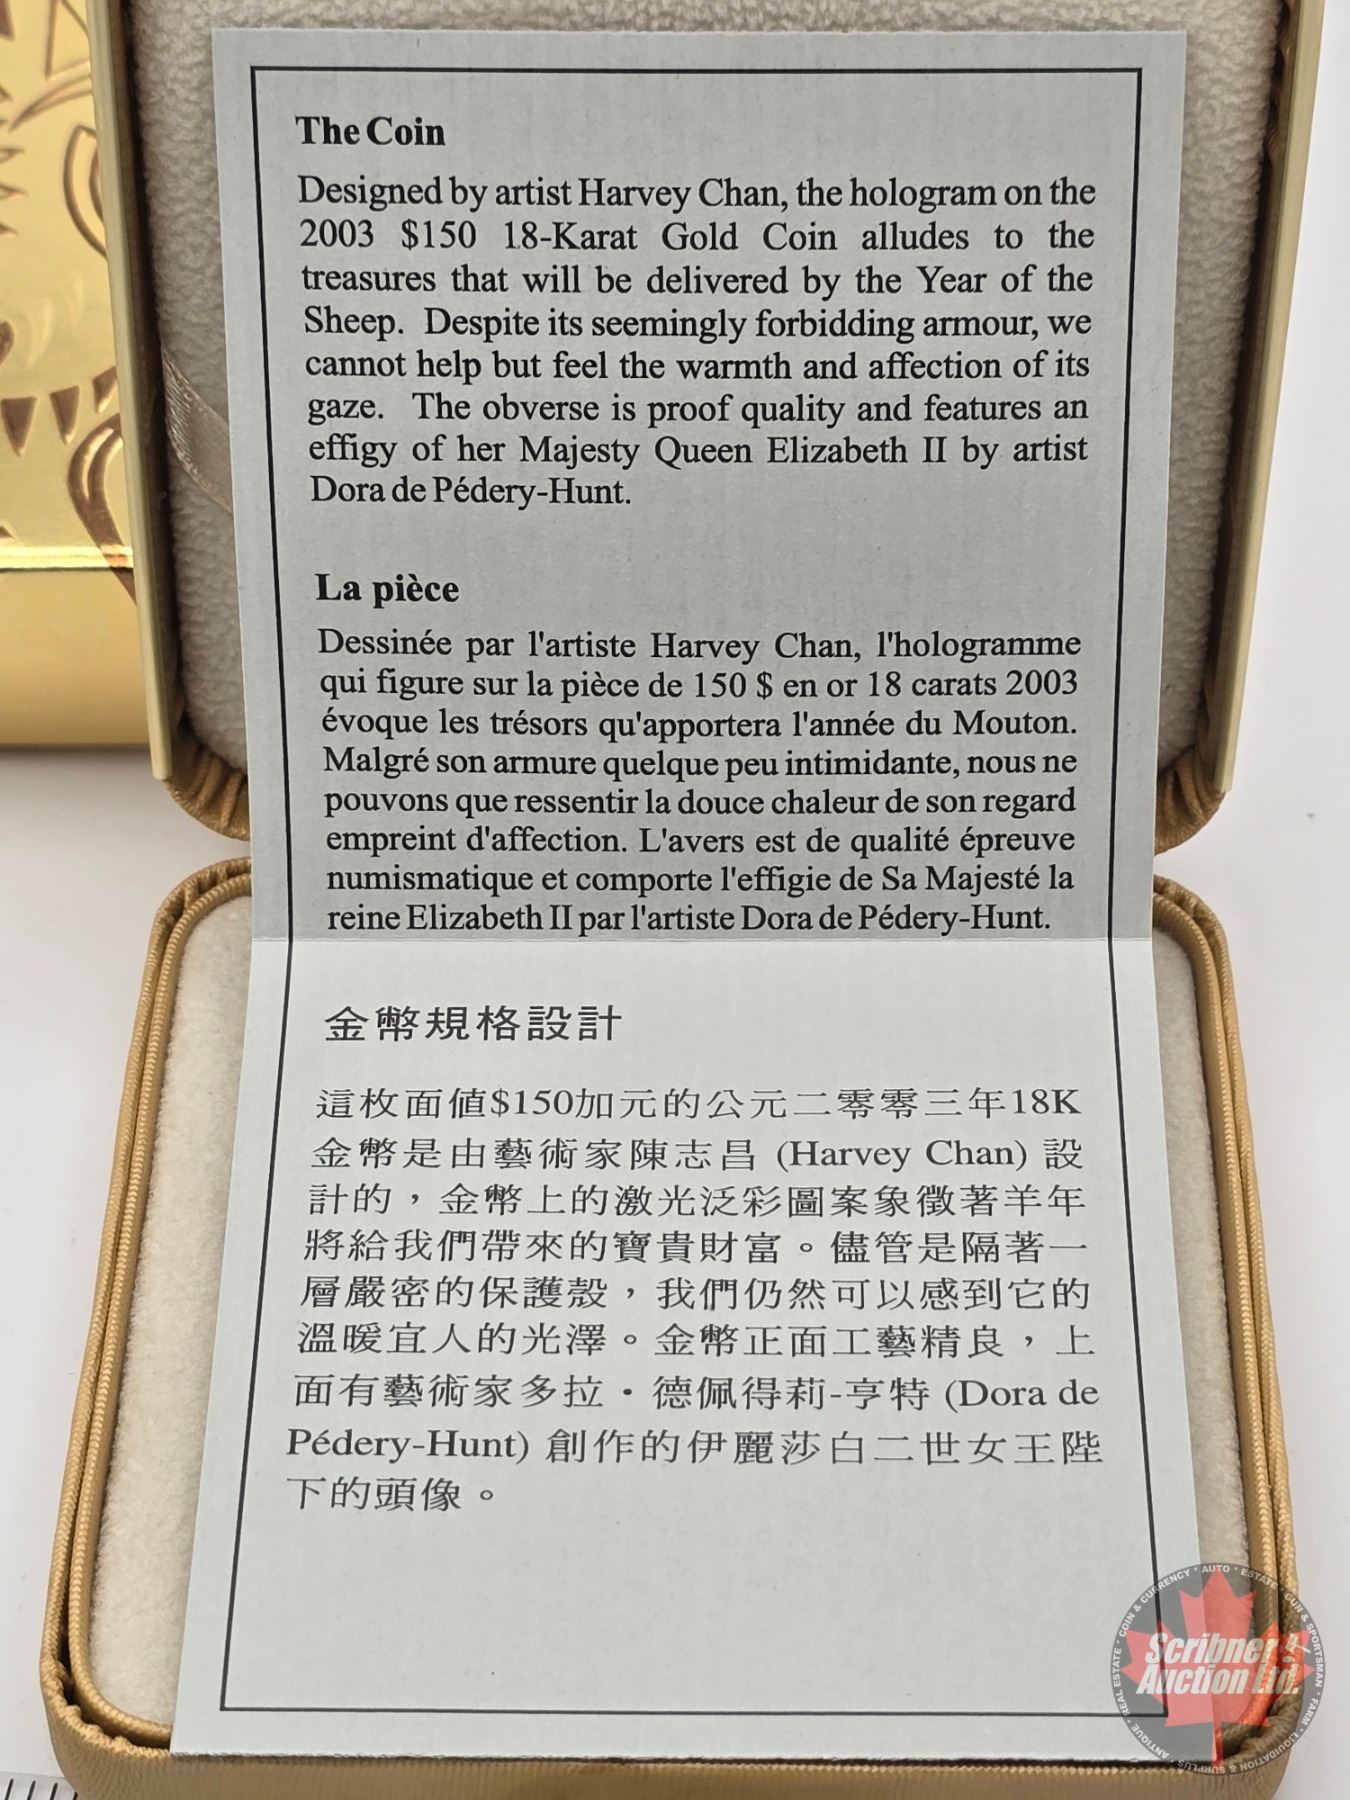 The Coin
Designed by artist Harvey Chan, the hologram on the
2003 $150 18-Karat Gold Coin alludes to the
treasures that will be delivered by the Year of the
Sheep. Despite its seemingly forbidding armour, we
cannot help but feel the warmth and affection of its
gaze. The obverse is proof quality and features an
effigy of her Majesty Queen Elizabeth II by artist
Dora de Pédery-Hunt.
La pièce
Dessinée par l'artiste Harvey Chan, l'hologramme
qui figure sur la pièce de 150 $ en or 18 carats 2003
évoque les trésors qu'apportera l'année du Mouton.
Malgré son armure quelque peu intimidante, nous ne
pouvons que ressentir la douce chaleur de son regard
empreint d'affection. L'avers est de qualité épreuve
numismatique et comporte l'effigie de Sa Majesté la
reine Elizabeth II par l'artiste Dora de Pédery-Hunt.
金幣規格設計
這枚面值$150加元的公元二零零三年18K
金幣是由藝術家陳志昌 (Harvey Chan) 設
計的，金幣上的激光泛彩圖案象徵著羊年
將給我們帶來的寶貴財富。儘管是隔著一
層嚴密的保護殼，我們仍然可以感到它的
溫暖宜人的光澤。金幣正面工藝精良，上
面有藝術家多拉・德佩得莉-亨特 (Dora de
Pédery-Hunt) 創作的伊麗莎白二世女王陛
下的頭像。
Scribner
Auction Ltd.
ANTIQUE • REAL ESTATE • COIN & CURRENCY • AUTO • ESTATE • GUN & SPORTSMAN • FARM • LIQUIDATION & SURPLUS